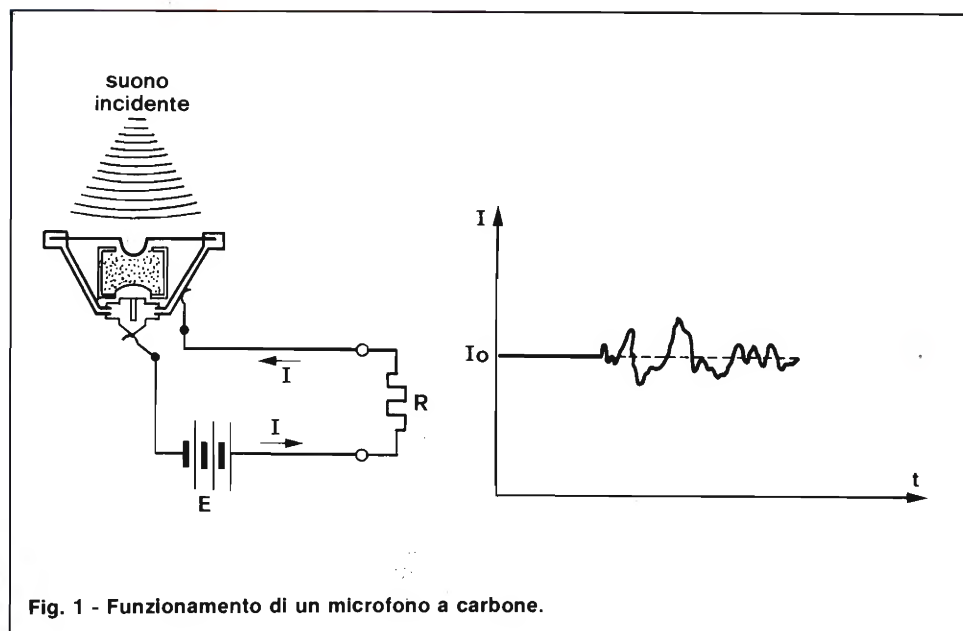 suono
incidente
I
I
R
E
I
Io
t
Fig. 1 - Funzionamento di un microfono a carbone.